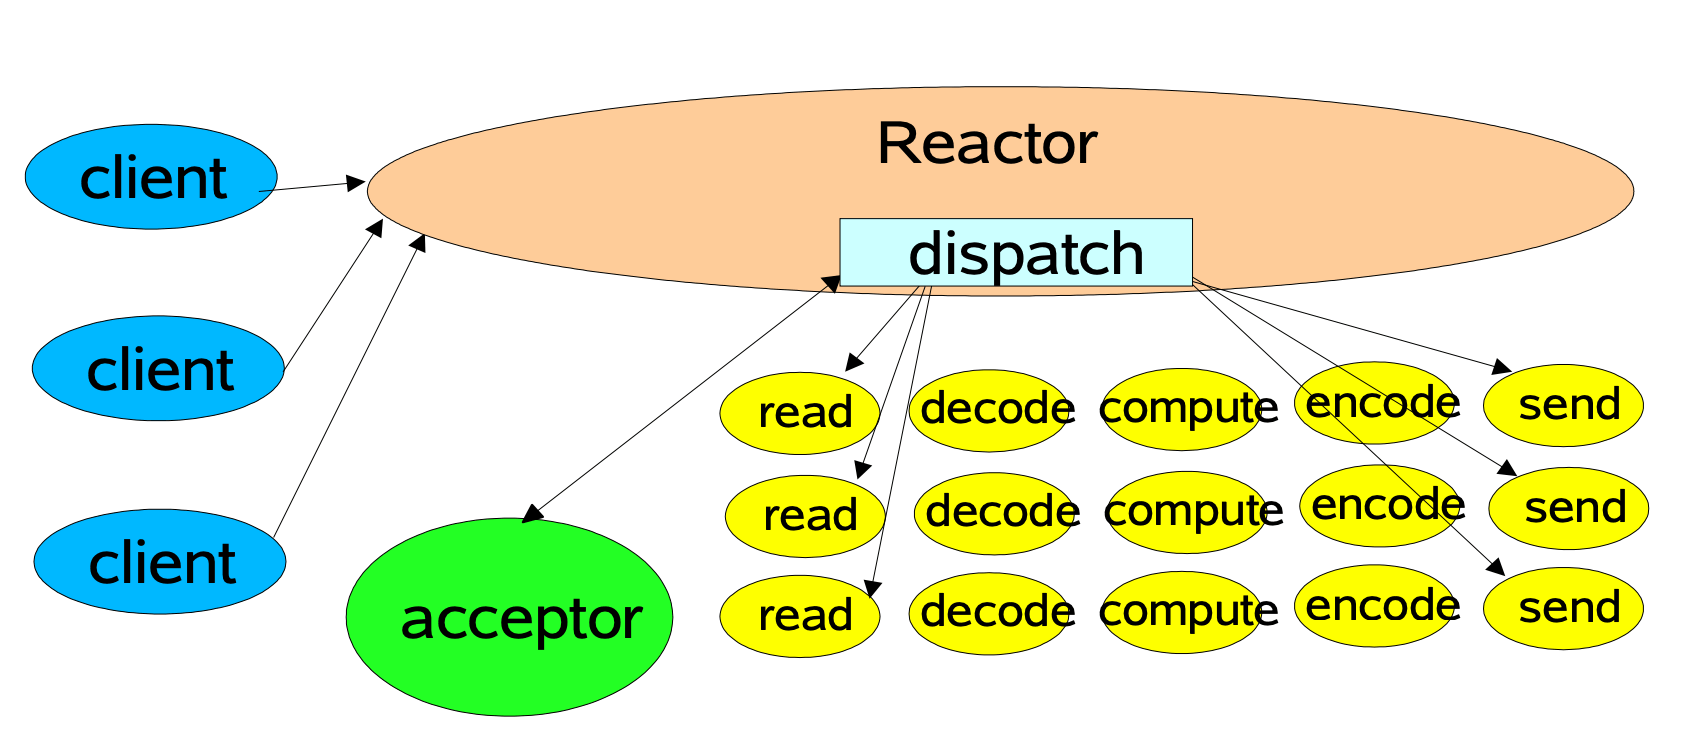 Reactor
client
dispatch
client
read decode compute encode send
read decode compute encode send
client
acceptor
read decode compute encode send